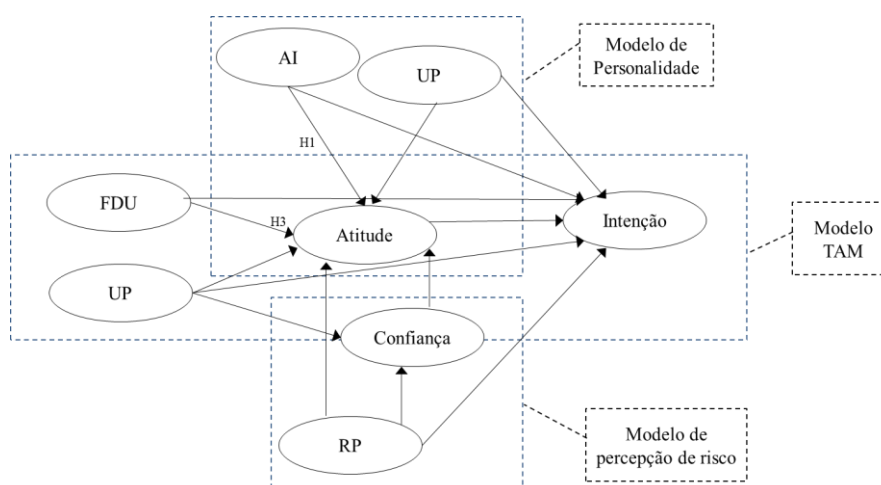 AI
Modelo de
Personalidade
UP
H1
FDU
H3
Atitude
Intenção
Modelo
TAM
UP
Confiança
RP
Modelo de
percepção de risco